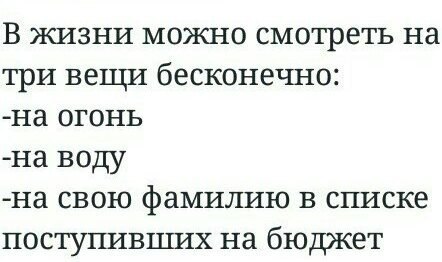 В жизни можно смотреть на
три вещи бесконечно:
-на огонь
-на воду
-на свою фамилию в списке
поступивших на бюджет